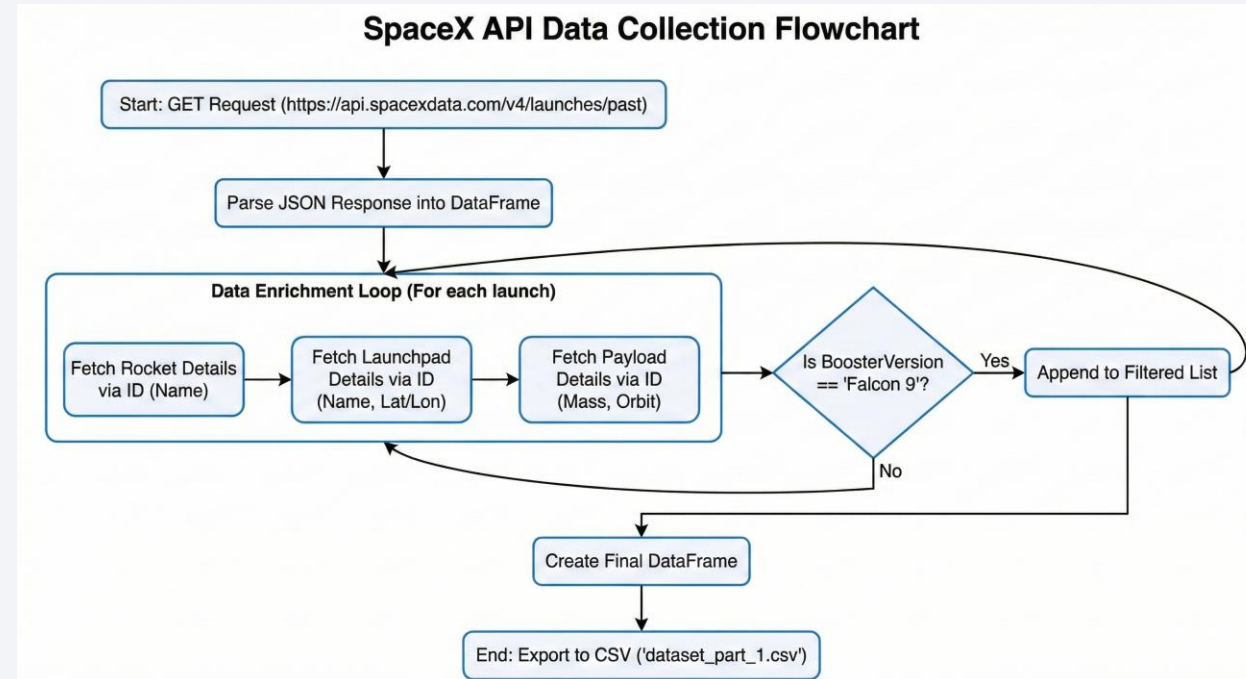 SpaceX API Data Collection Flowchart
Start: GET Request (https://api.spacexdata.com/v4/launches/past)
Parse JSON Response into DataFrame
Data Enrichment Loop (For each launch)
Fetch Rocket Details
via ID (Name)
Fetch Launchpad
Details via ID
(Name, Lat/Lon)
Fetch Payload
Details via ID
(Mass, Orbit)
Is BoosterVersion
== 'Falcon 9'?
Yes
Append to Filtered List
No
Create Final DataFrame
End: Export to CSV ('dataset_part_1.csv')